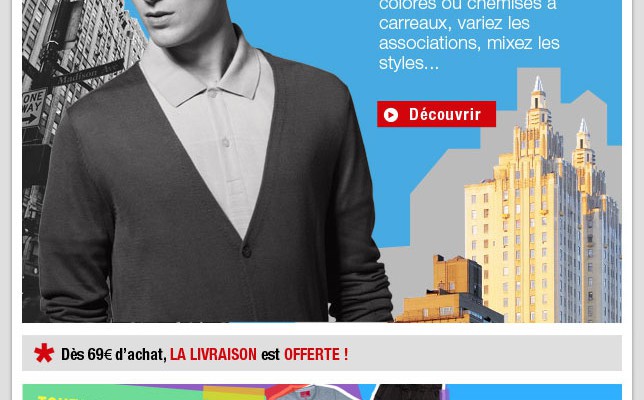 colorés ou chemises à
carreaux, variez les
associations, mixez les
styles...
Madison Av
ONE
WAY
Découvrir
Dès 69€ d'achat, LA LIVRAISON est OFFERTE !